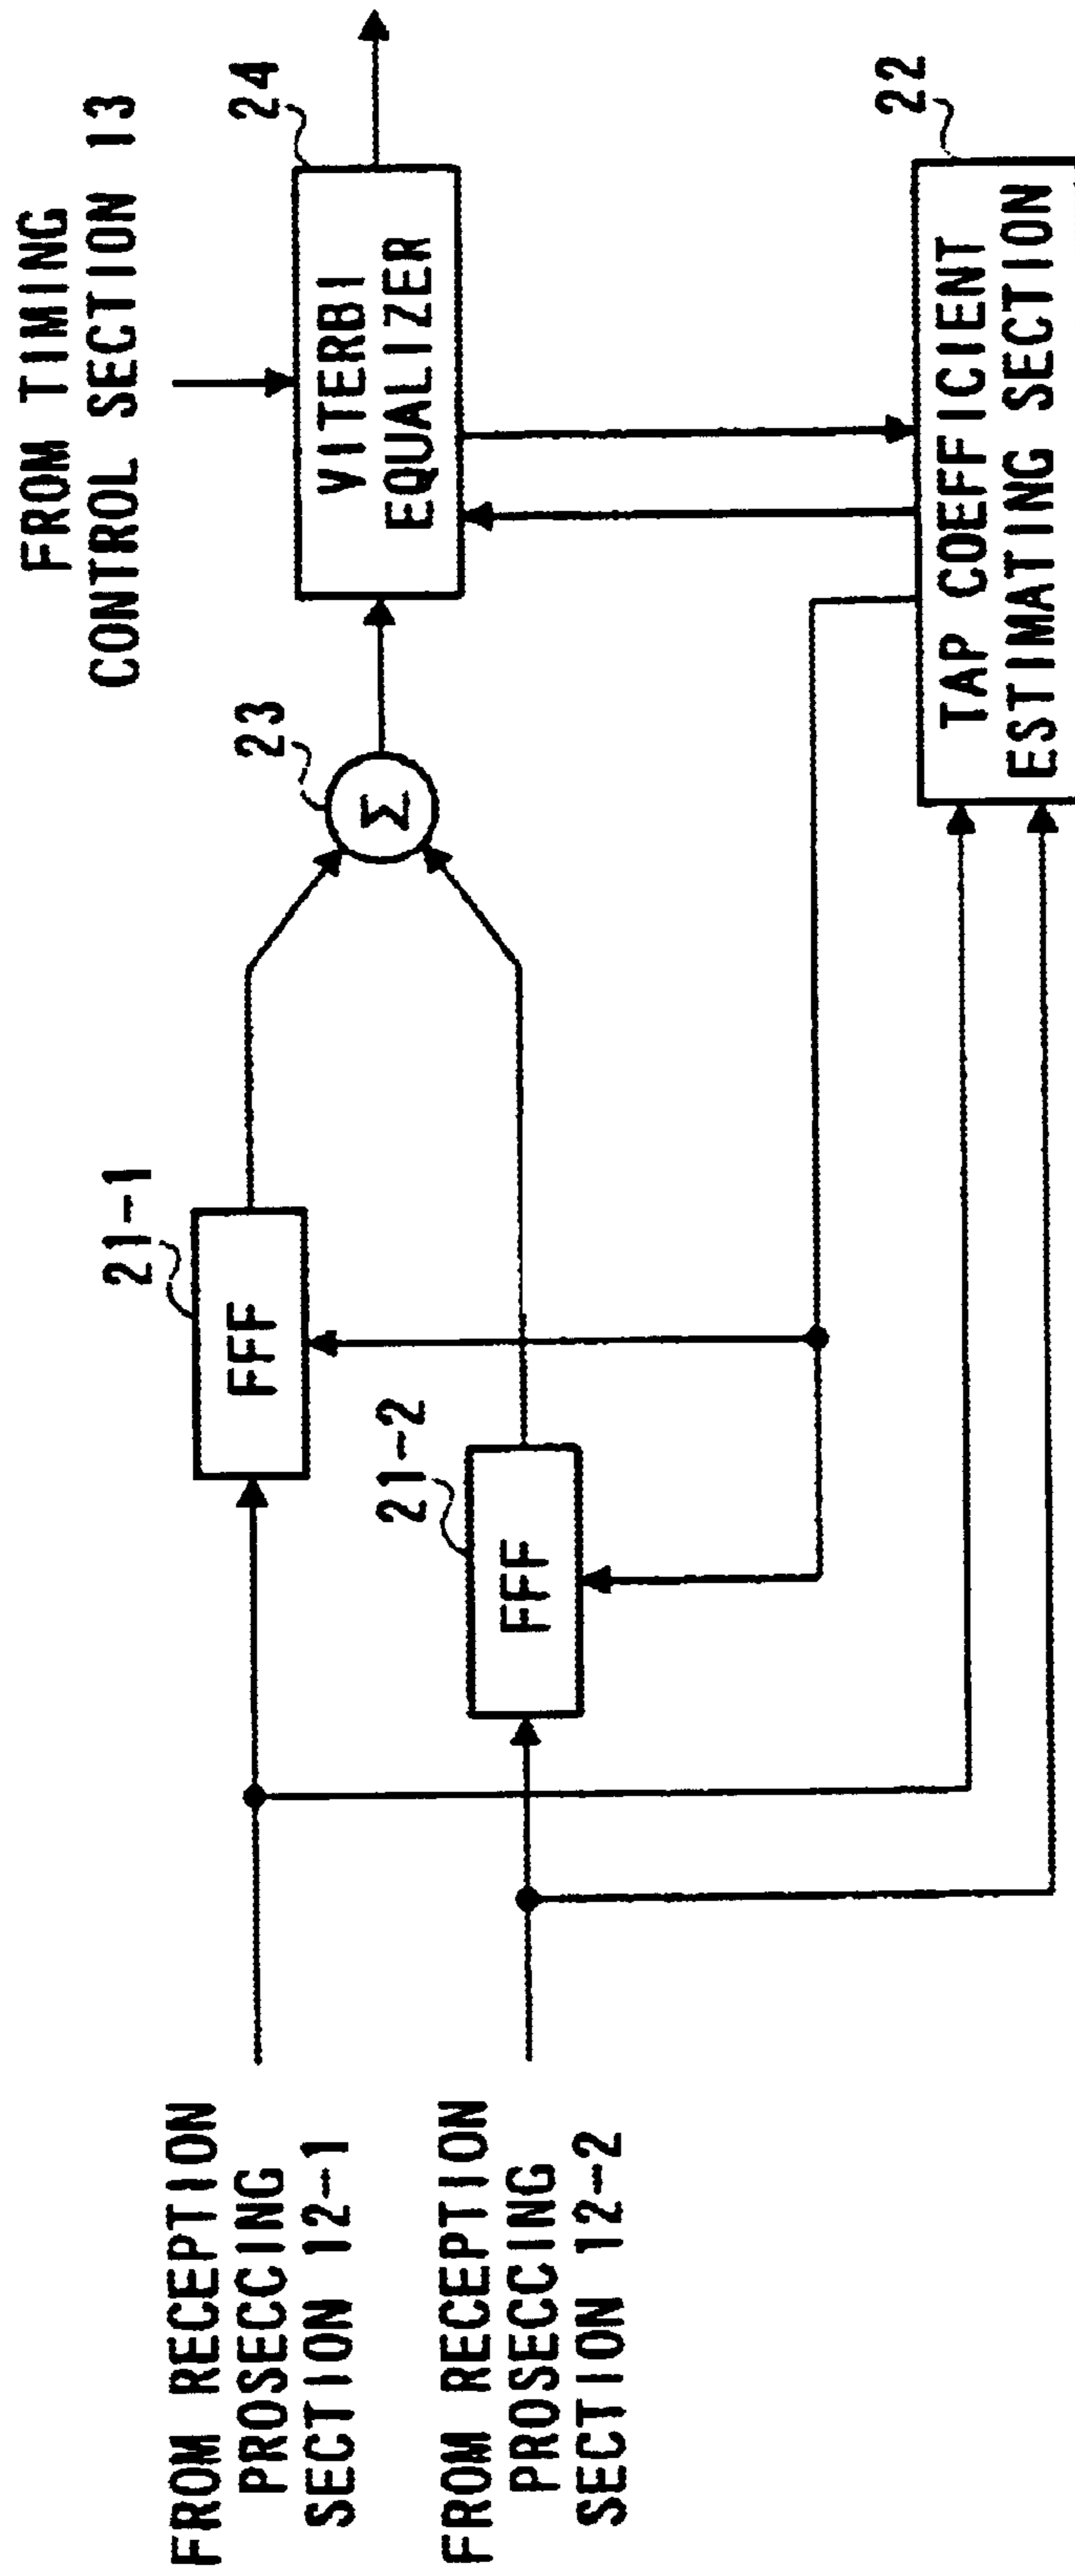 FROM TIMING
CONTROL SECTION 13
24
VITERBI
EQUALIZER
23
Σ
21-1
FFF
21-2
FFF
22
TAP COEFFICIENT
ESTIMATING SECTION
FROM RECEPTION
PROSECCING
SECTION 12-1
FROM RECEPTION
PROSECCING
SECTION 12-2